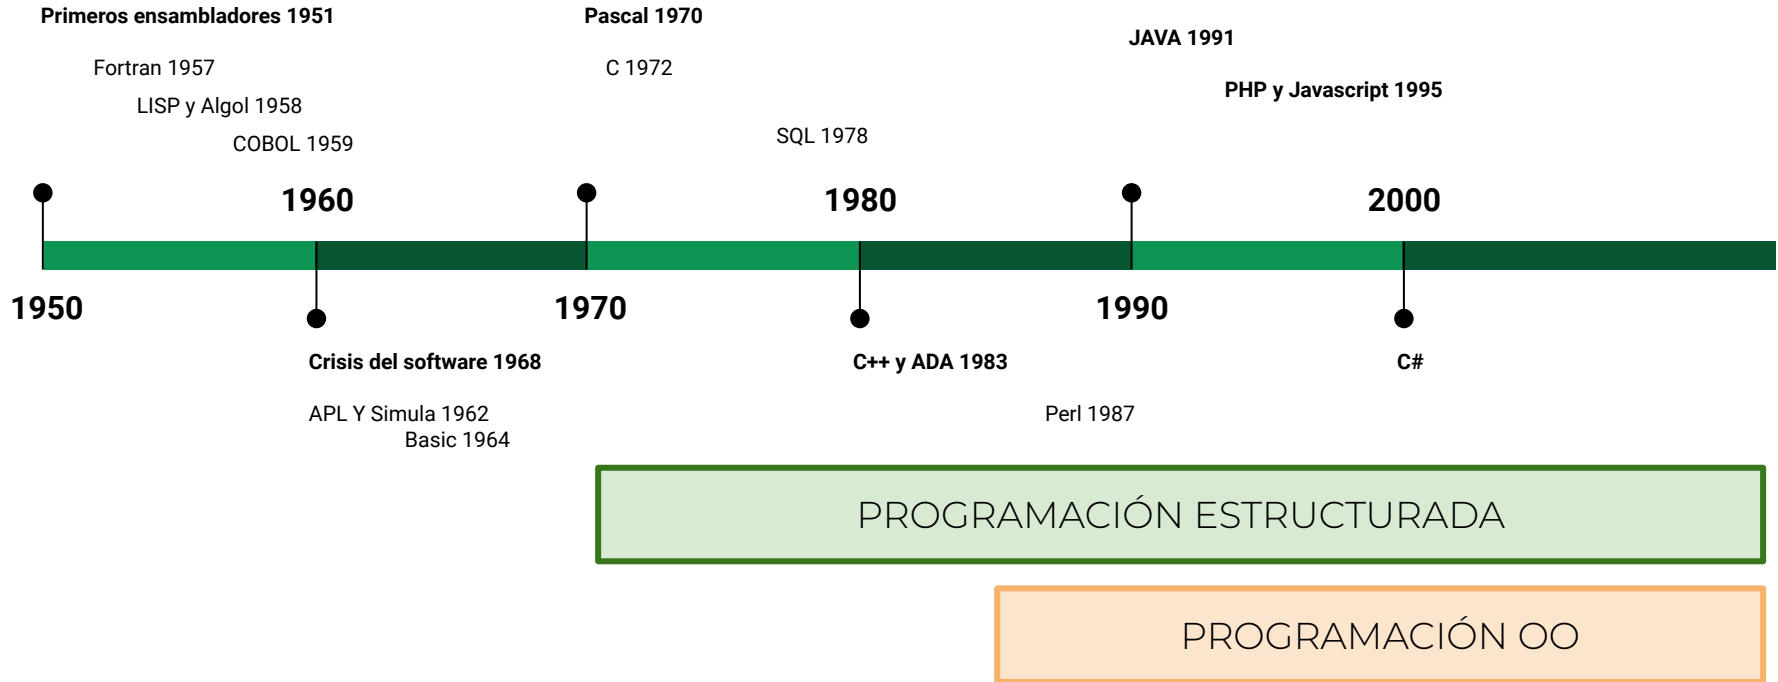 Primeros ensambladores 1951
Fortran 1957
LISP y Algol 1958
COBOL 1959
Pascal 1970
C 1972
SQL 1978
JAVA 1991
PHP y Javascript 1995
1960
1980
2000
1950
1970
1990
Crisis del software 1968
APL Y Simula 1962
Basic 1964
C++ y ADA 1983
Perl 1987
C#
PROGRAMACIÓN ESTRUCTURADA
PROGRAMACIÓN OO